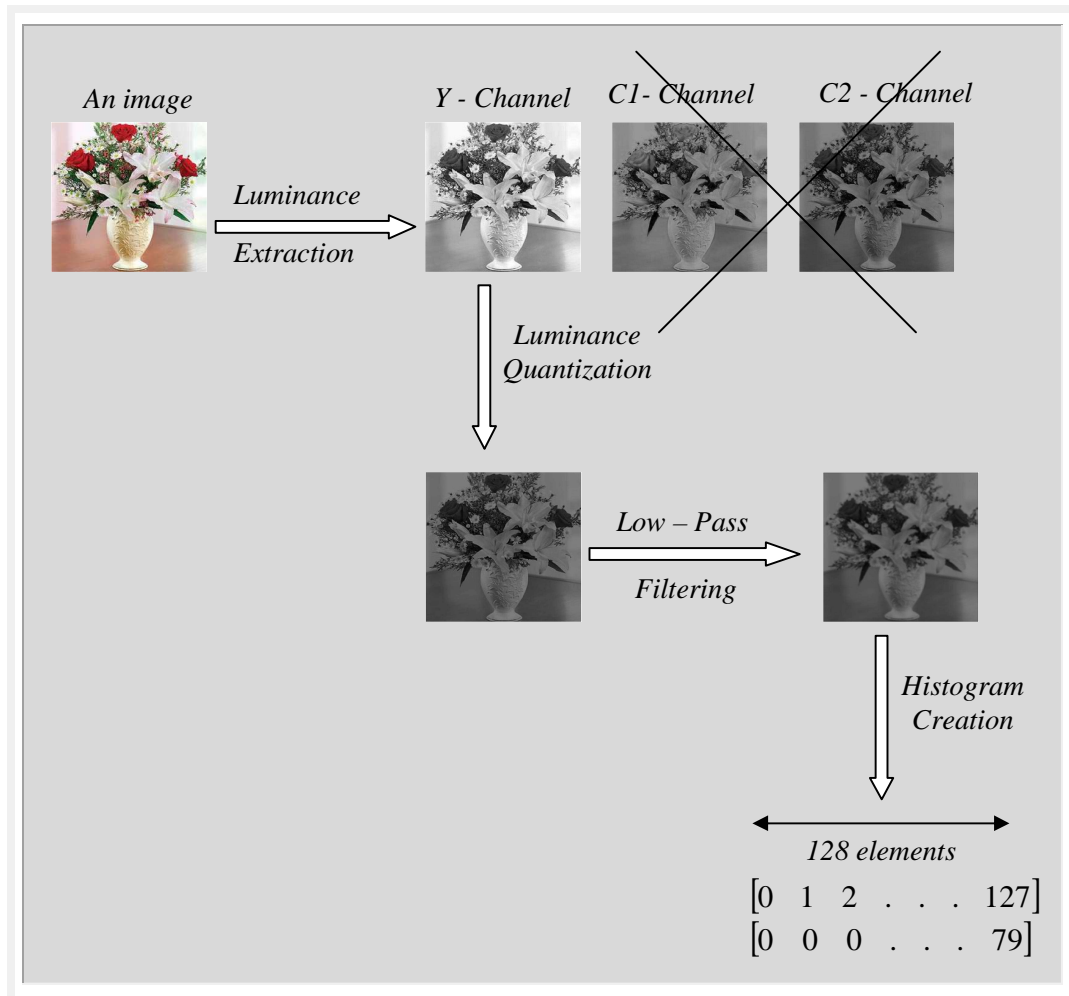 An image
Y - Channel
C1- Channel
C2 - Channel
Luminance
Extraction
Luminance
Quantization
Low – Pass
Filtering
Histogram
Creation
128 elements
[0 1 2 . . . 127]
[0 0 0 . . . 79]